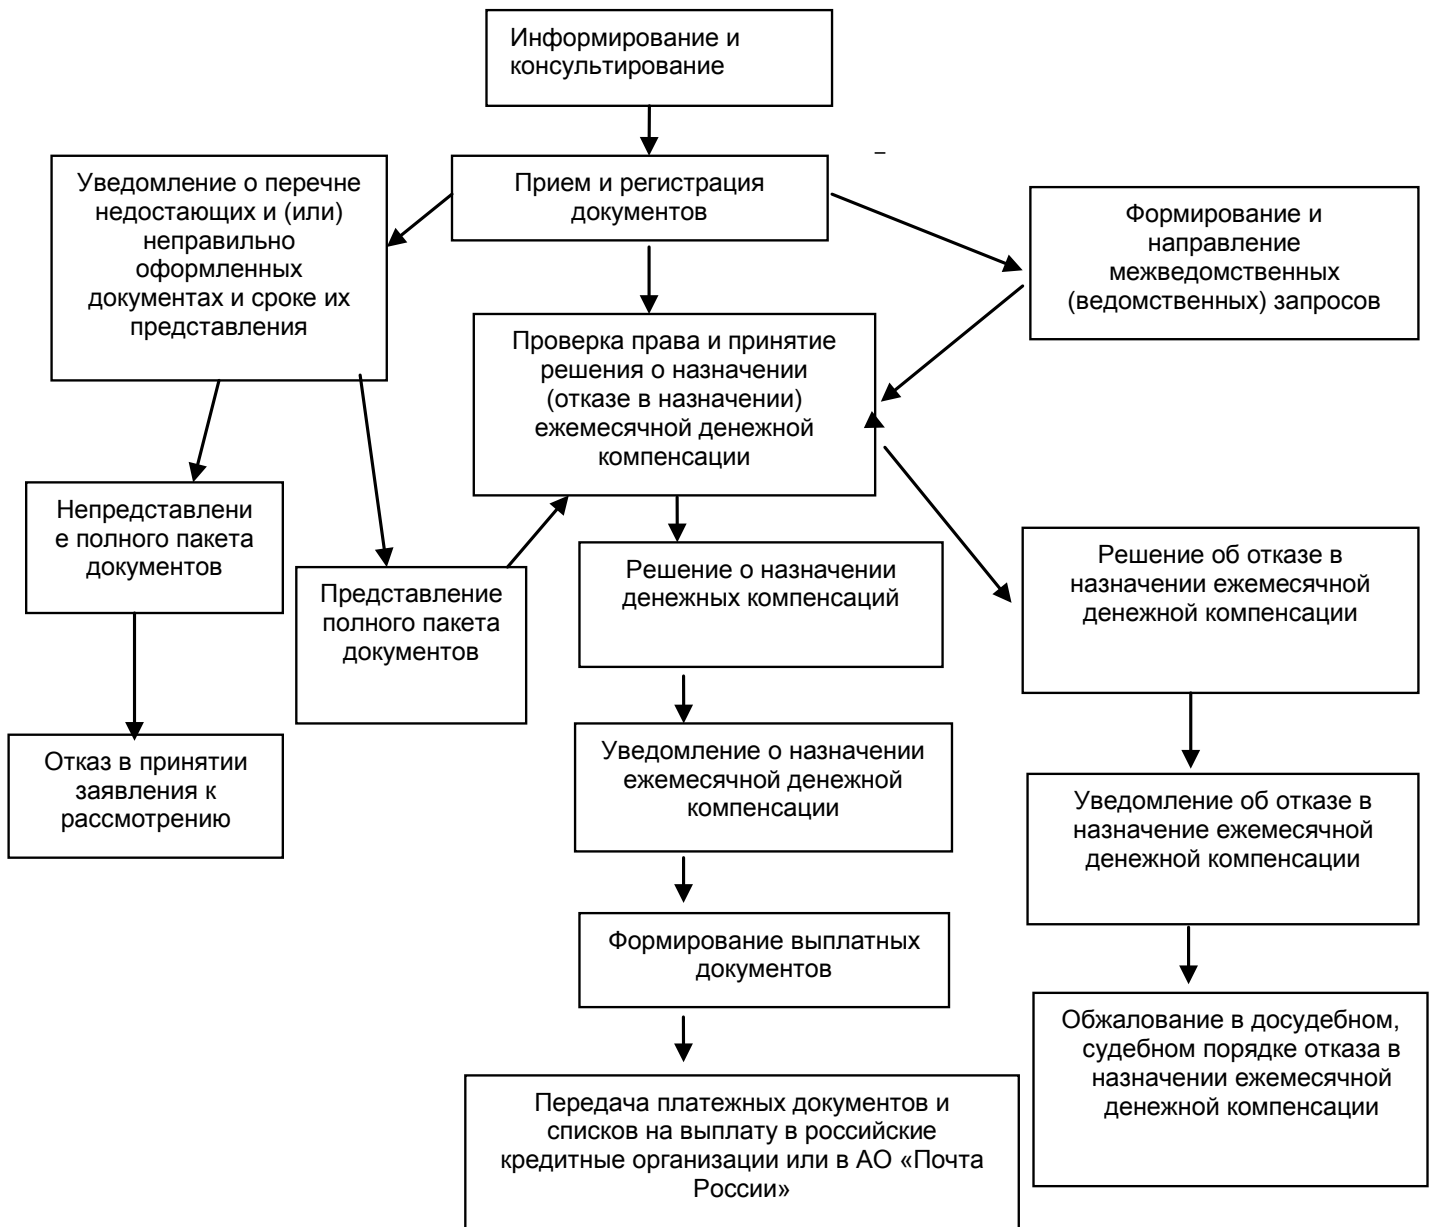 Информирование и
консультирование
–
Прием и регистрация
документов
Уведомление о перечне
недостающих и (или)
неправильно
оформленных
документах и сроке их
представления
Формирование и
направление
межведомственных
(ведомственных) запросов
Проверка права и принятие
решения о назначении
(отказе в назначении)
ежемесячной денежной
компенсации
Непредставлени
е полного пакета
документов
Представление
полного пакета
документов
Решение о назначении
денежных компенсаций
Решение об отказе в
назначении ежемесячной
денежной компенсации
Отказ в принятии
заявления к
рассмотрению
Уведомление о назначении
ежемесячной денежной
компенсации
Уведомление об отказе в
назначение ежемесячной
денежной компенсации
Формирование выплатных
документов
Обжалование в досудебном,
судебном порядке отказа в
назначении ежемесячной
денежной компенсации
Передача платежных документов и
списков на выплату в российские
кредитные организации или в АО «Почта
России»